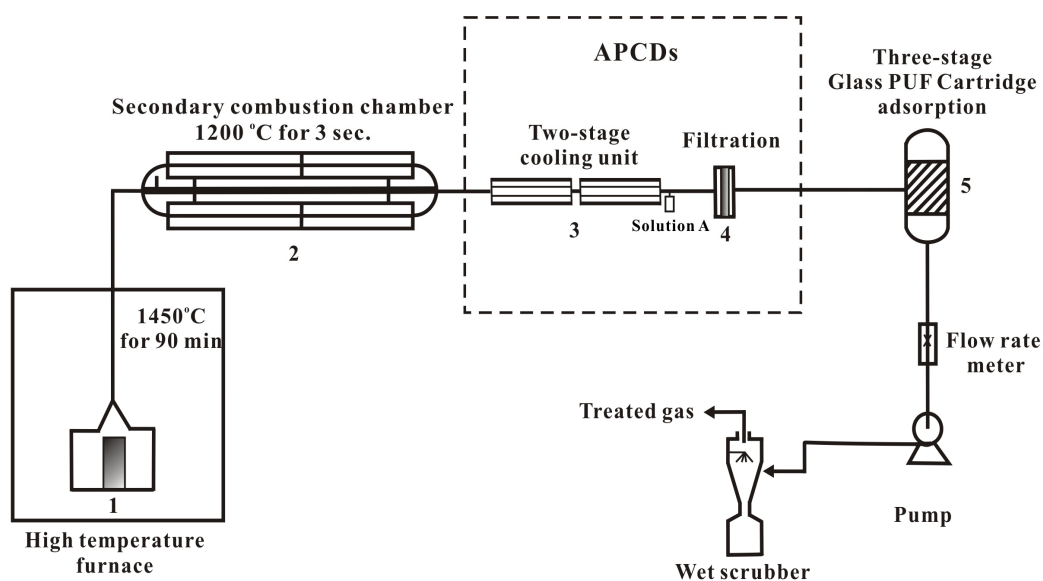 APCDs
Three-stage
Glass PUF Cartridge
adsorption
Secondary combustion chamber
1200 °C for 3 sec.
Two-stage
cooling unit
Filtration
5
3
Solution A
4
2
1450°C
for 90 min
Flow rate
meter
Treated gas
1
Pump
High temperature
furnace
Wet scrubber